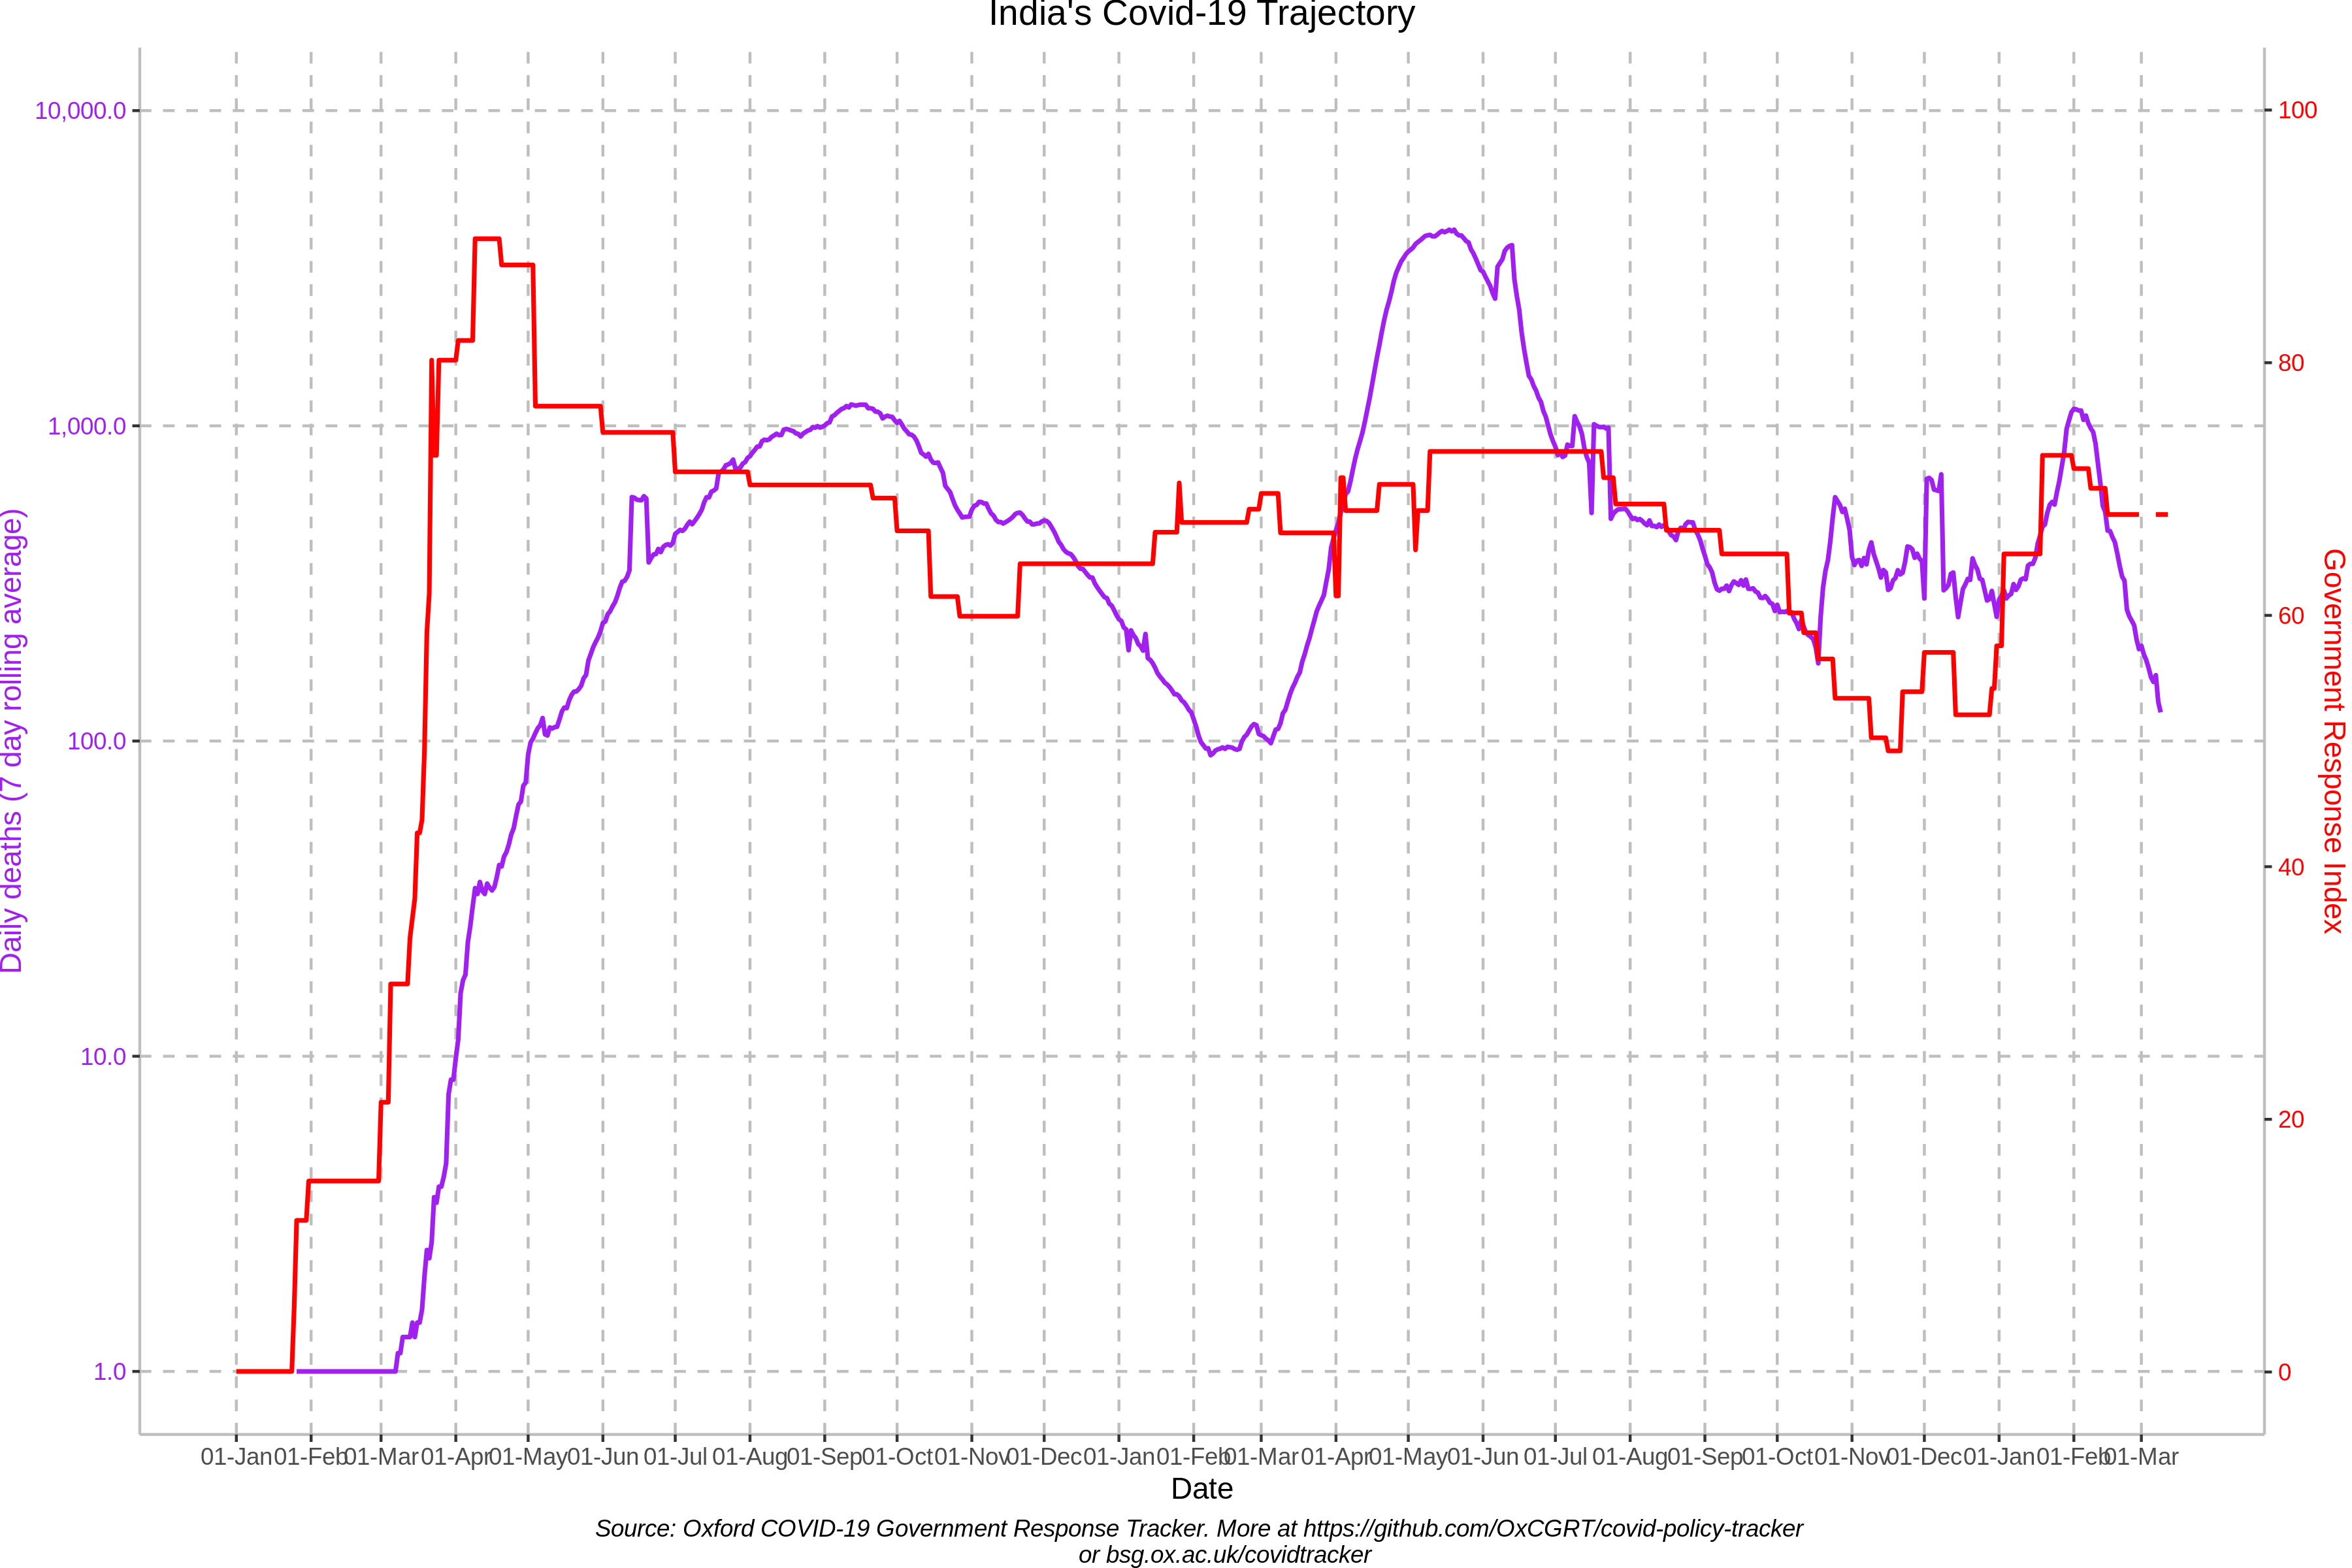 India's Covid-19 Trajectory
10,000.0
1,000.0
100.0
10.0
1.0
Daily deaths (7 day rolling average)
100
80
60
40
20
0
Government Response Index
01-Jan 01-Feb 01-Mar 01-Apr 01-May 01-Jun 01-Jul 01-Aug 01-Sep 01-Oct 01-Nov 01-Dec 01-Jan 01-Feb 01-Mar 01-Apr 01-May 01-Jun 01-Jul 01-Aug 01-Sep 01-Oct 01-Nov 01-Dec 01-Jan 01-Feb 01-Mar
Date
Source: Oxford COVID-19 Government Response Tracker. More at https://github.com/OxCGRT/covid-policy-tracker
or bsg.ox.ac.uk/covidtracker